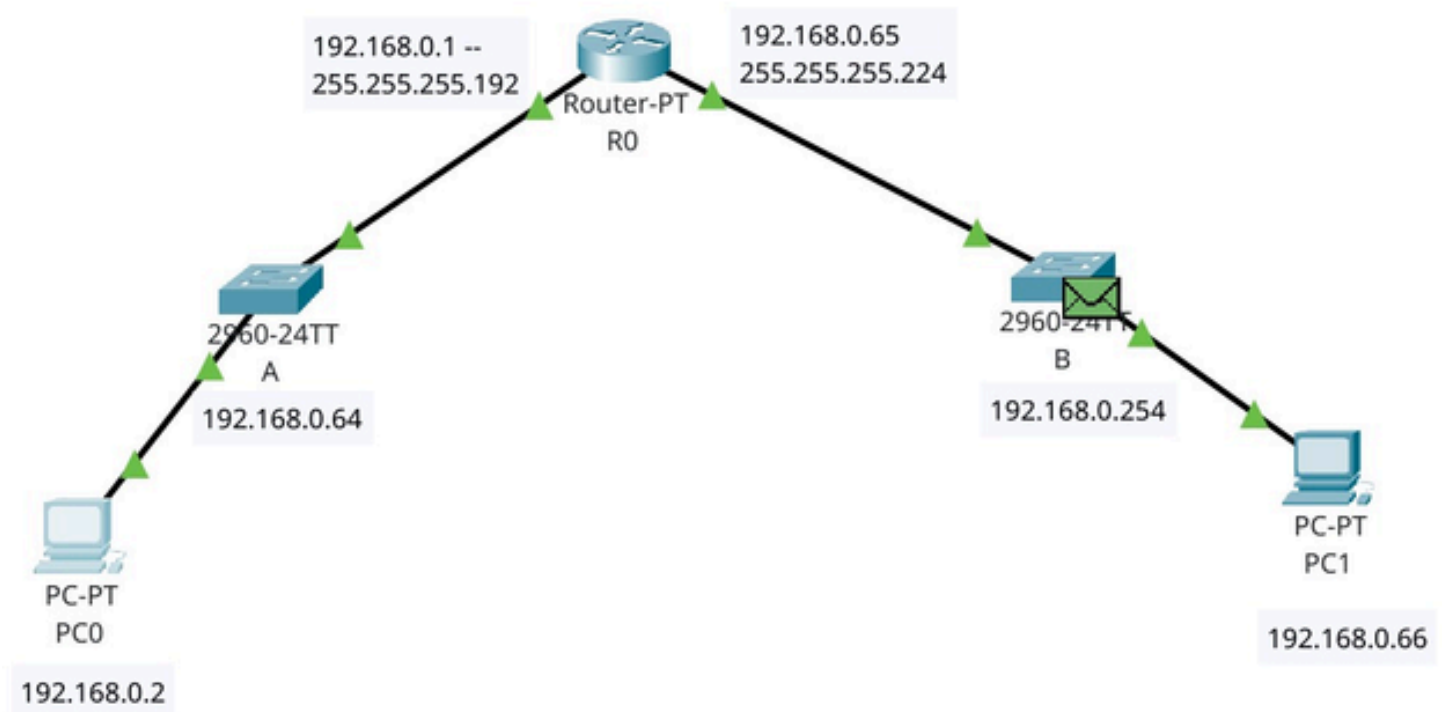 192.168.0.1 --
255.255.255.192
192.168.0.65
255.255.255.224
Router-PT
R0
2960-24TT
A
192.168.0.64
2960-24TT
B
192.168.0.254
PC-PT
PC0
192.168.0.2
PC-PT
PC1
192.168.0.66